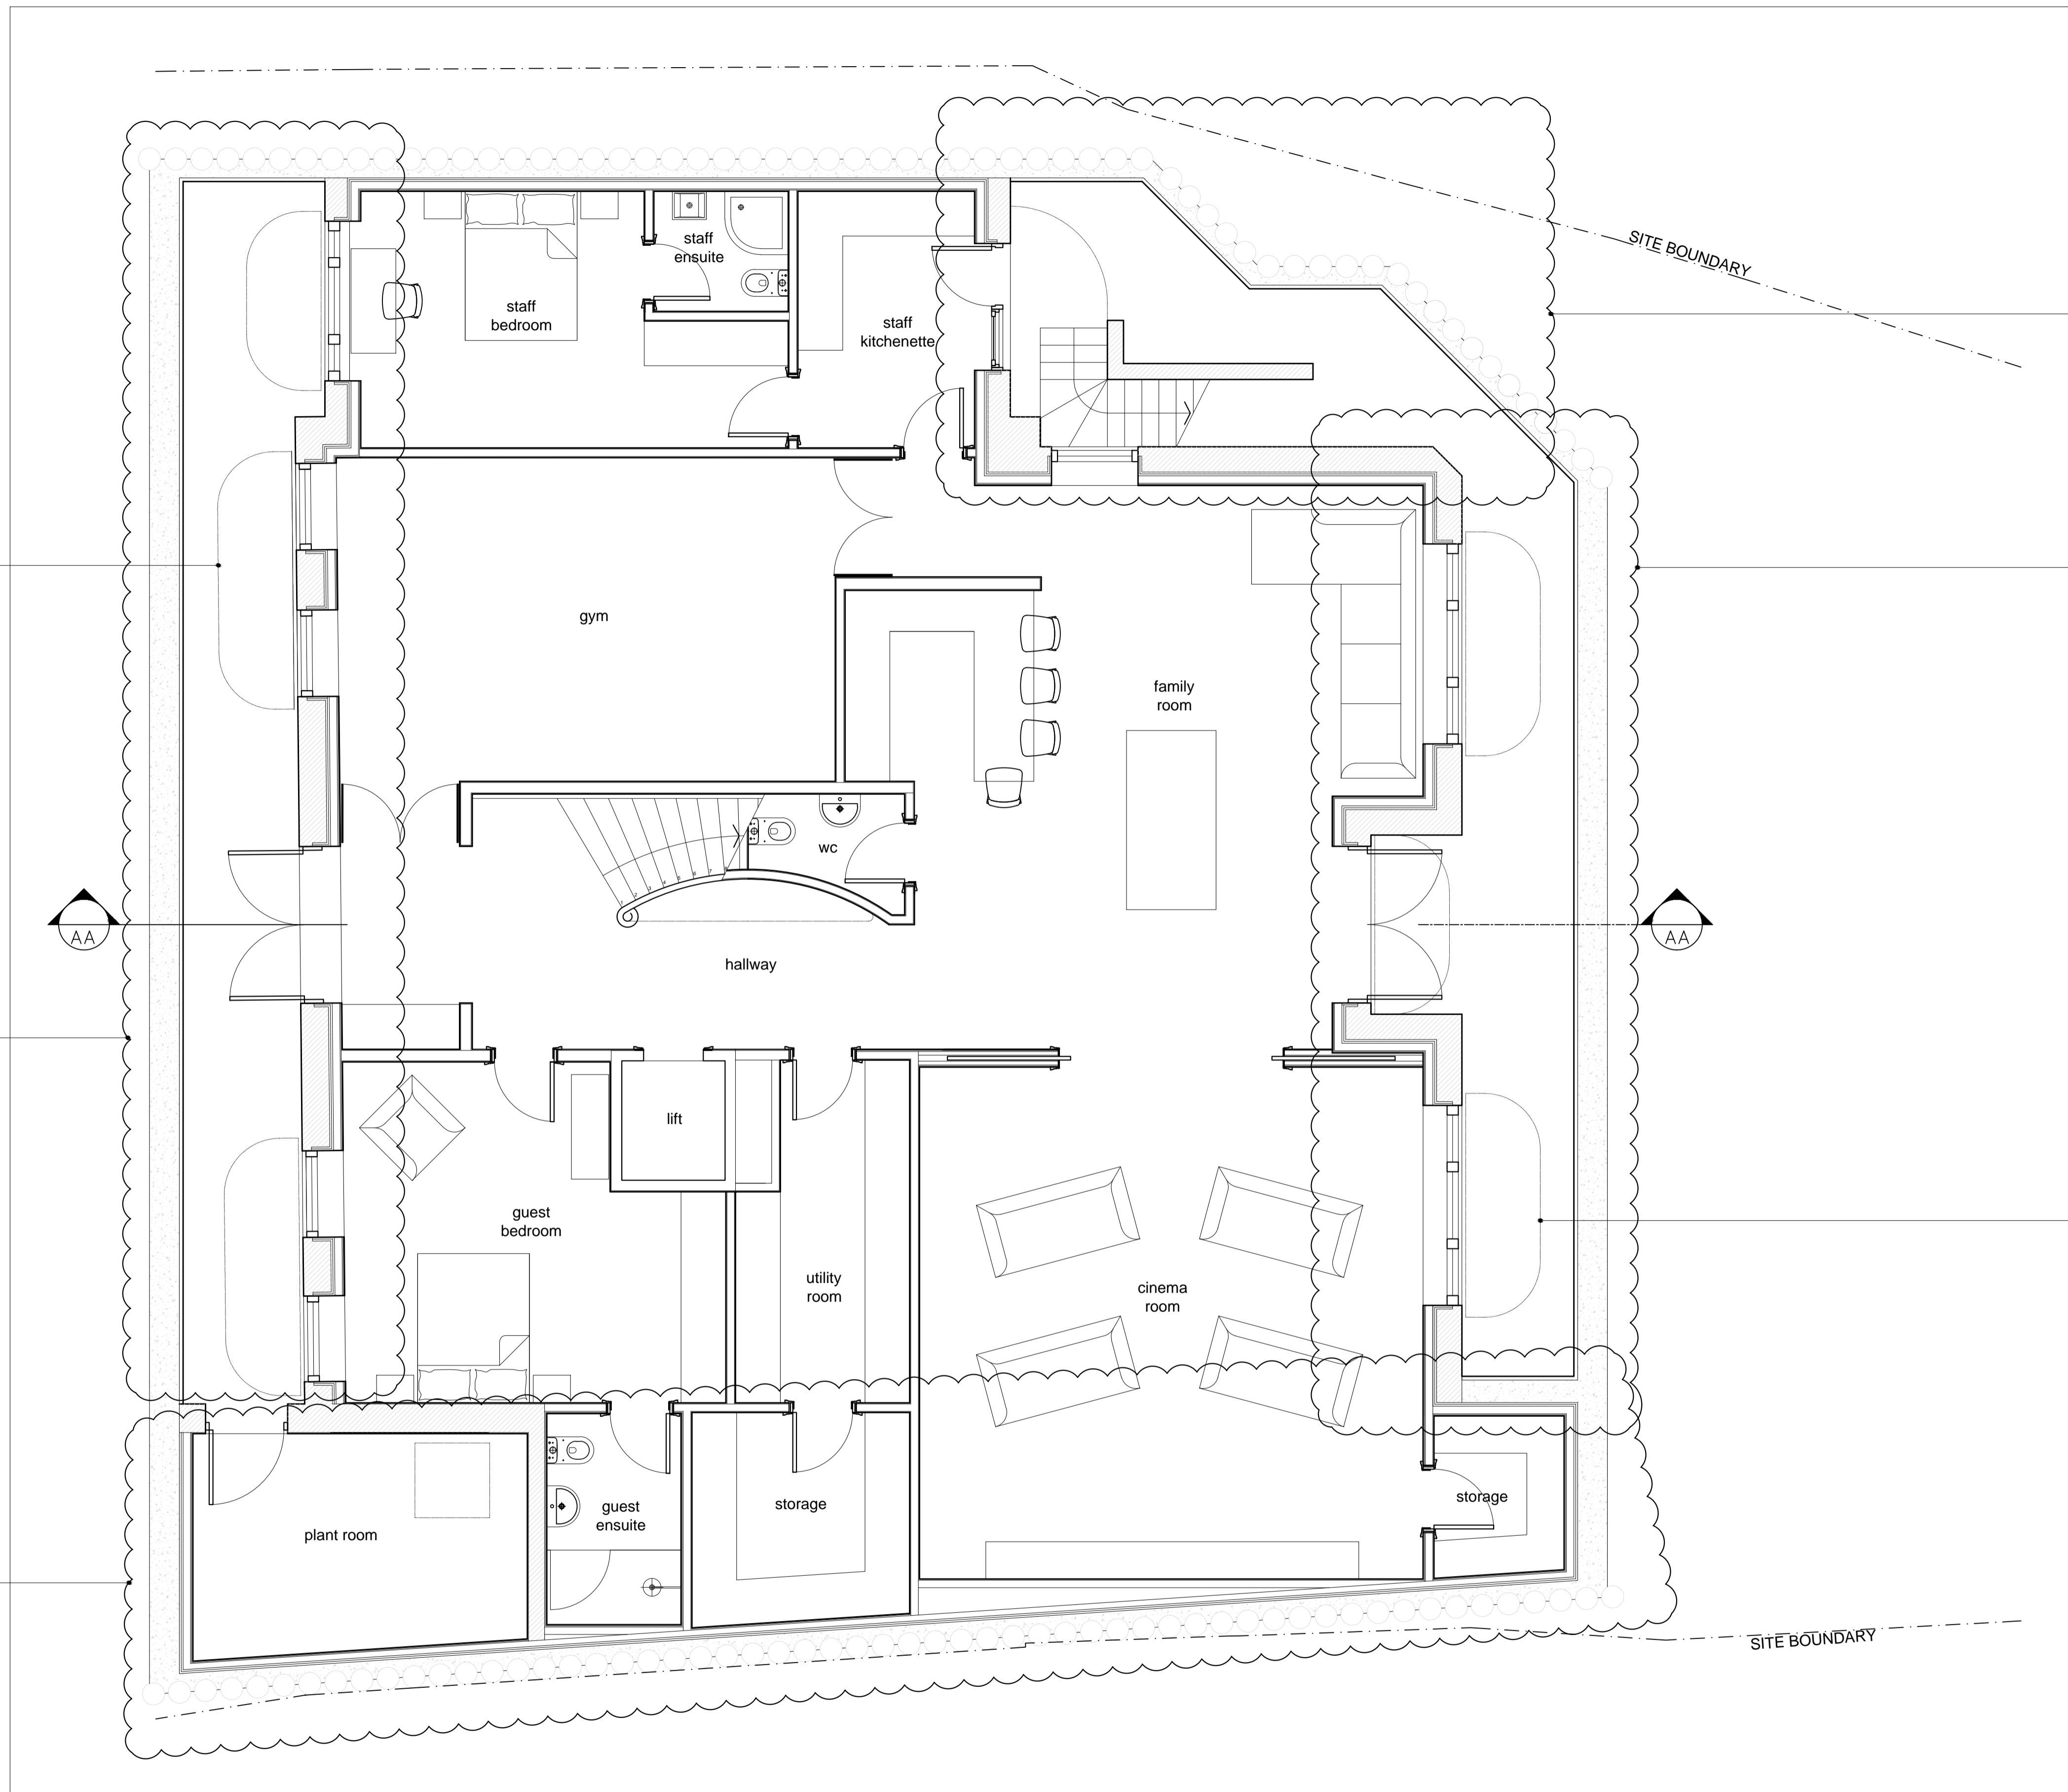 SITE BOUNDARY
staff
ensuite
staff
bedroom
staff
kitchenette
gym
family
room
wc
AA
AA
hallway
lift
guest
bedroom
utility
room
cinema
room
storage
storage
guest
ensuite
plant room
SITE BOUNDARY